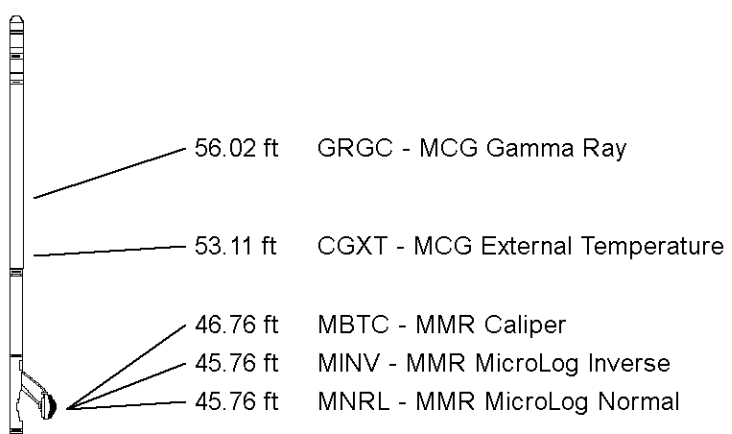 56.02 ft GRGC - MCG Gamma Ray
53.11 ft CGXT - MCG External Temperature
46.76 ft MBTC - MMR Caliper
45.76 ft MINV - MMR MicroLog Inverse
45.76 ft MNRL - MMR MicroLog Normal